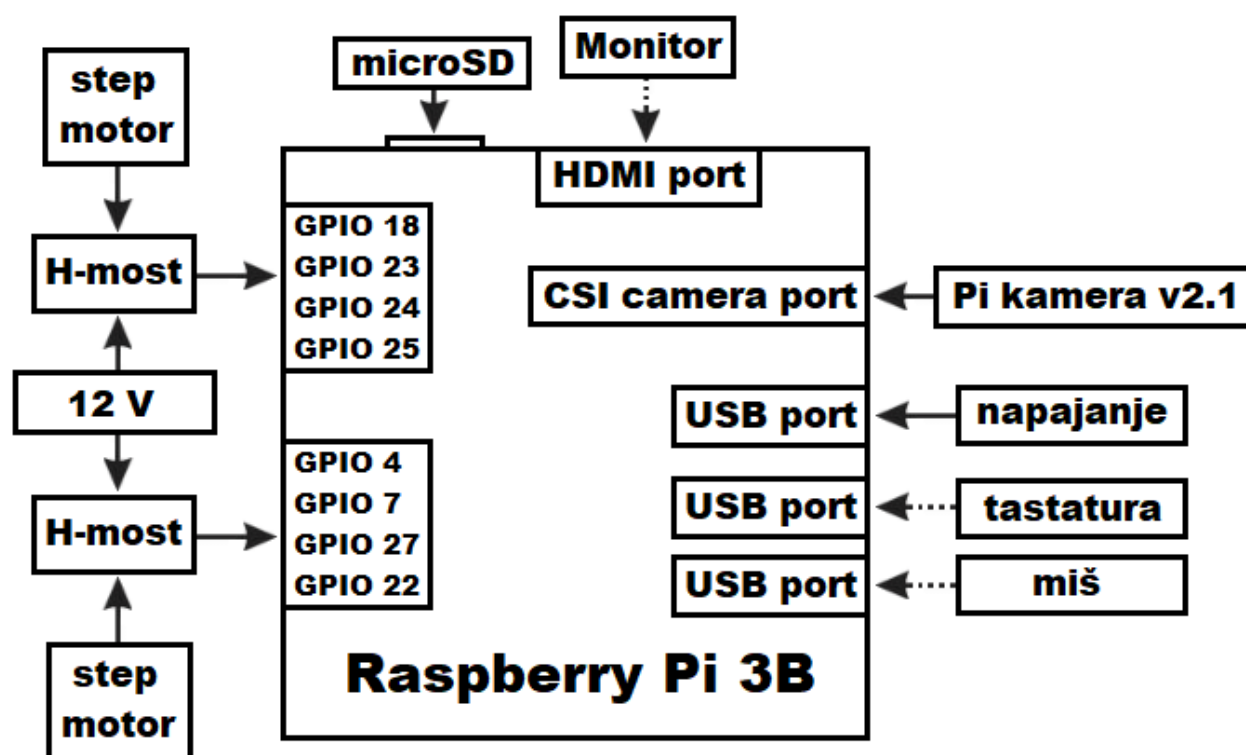 step
motor
microSD
Monitor
HDMI port
H-most
GPIO 18
GPIO 23
GPIO 24
GPIO 25
CSI camera port
Pi kamera v2.1
12 V
USB port
napajanje
GPIO 4
GPIO 7
GPIO 27
GPIO 22
H-most
USB port
tastatura
USB port
miš
step
motor
Raspberry Pi 3B